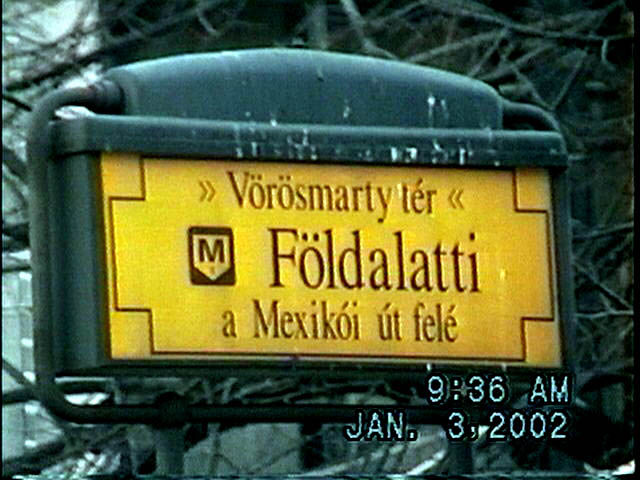 » Vörösmarty tér «
M Földalatti
a Mexikói út felé
9:36 AM
JAN. 3,2002